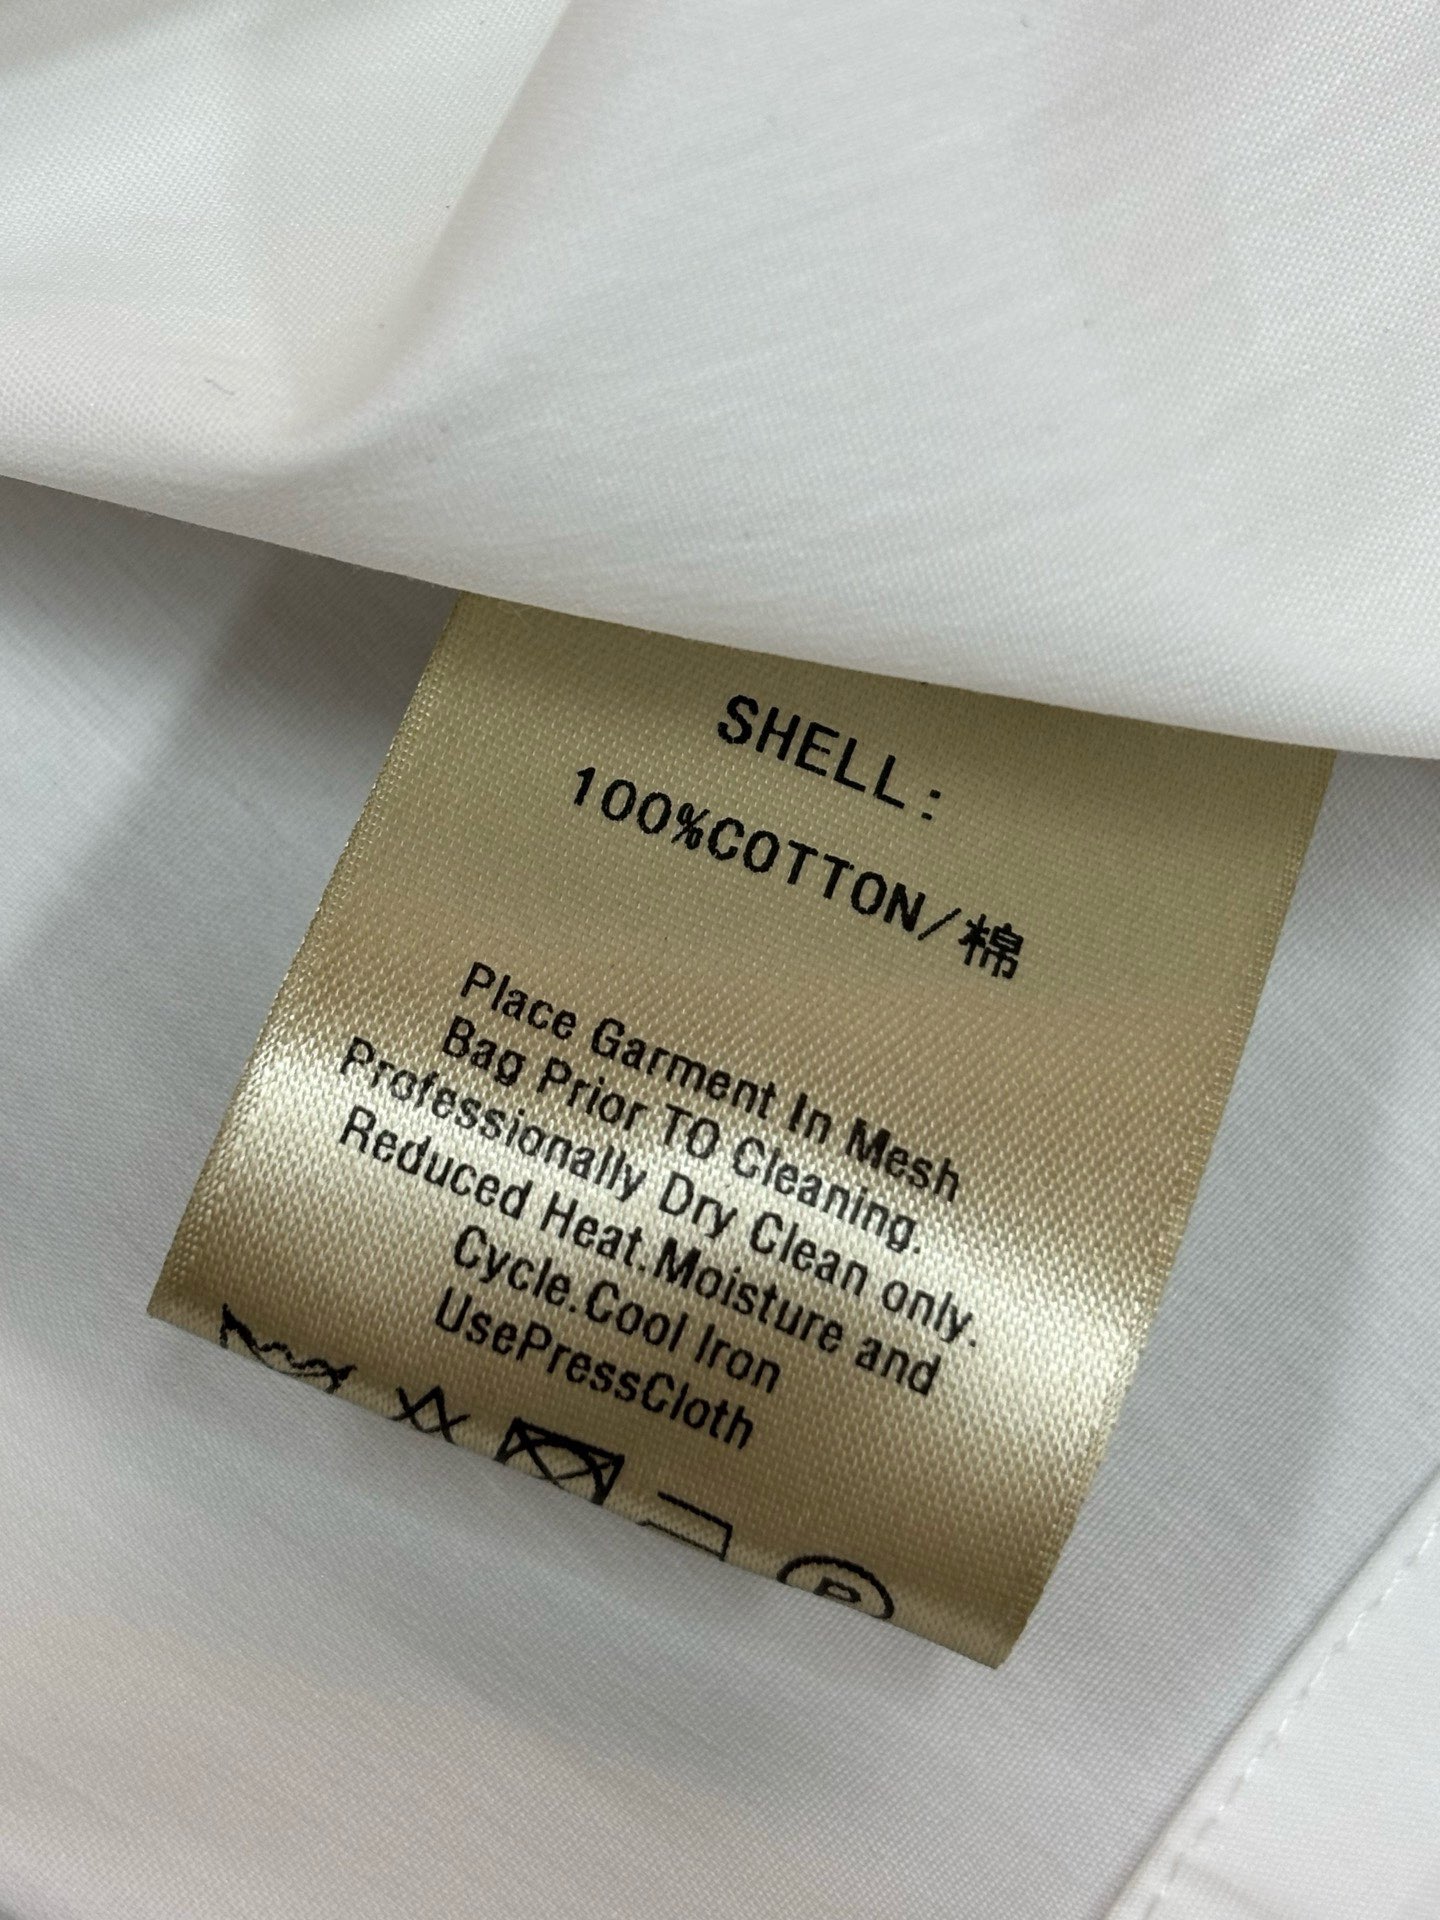 SHELL:
100%COTTON/棉
Place Garment In Mesh
Bag Prior TO Cleaning.
Professionally Dry Clean only.
Reduced Heat.Moisture and
Cycle.Cool Iron
UsePressCloth
P